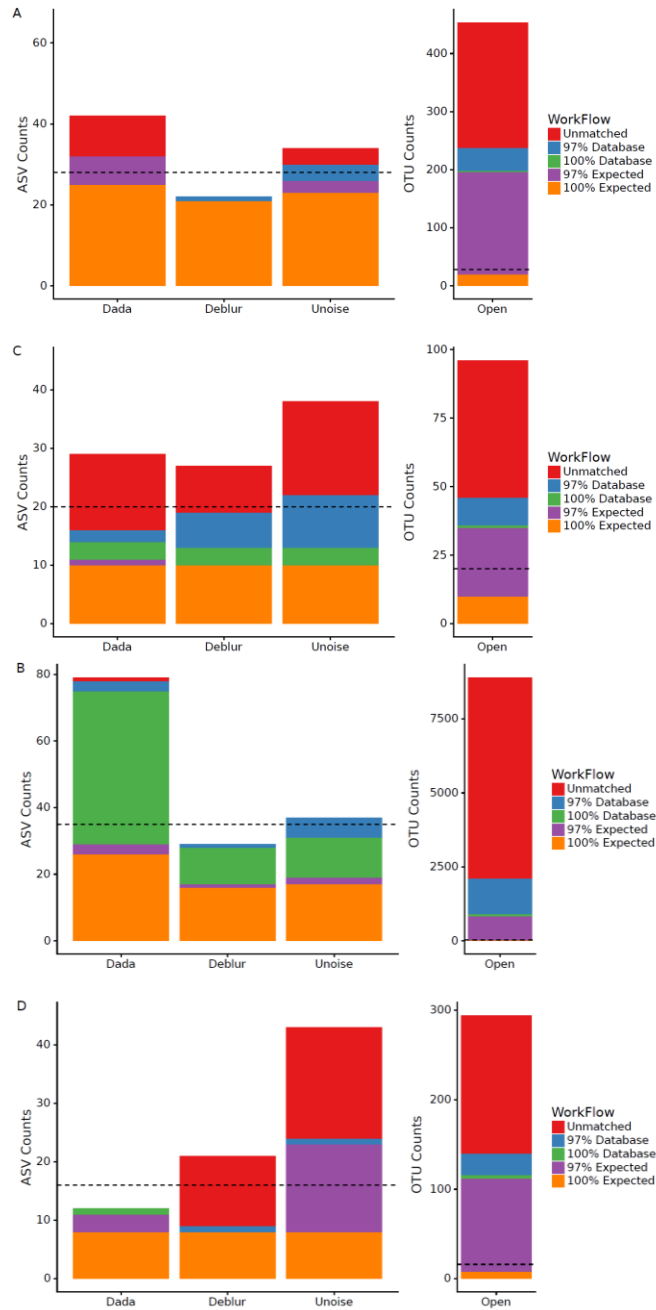 A
ASV Counts
60
40
20
0
Dada
Deblur
Unoise
OTU Counts
400
300
200
100
0
Open
WorkFlow
Unmatched
97% Database
100% Database
97% Expected
100% Expected
C
ASV Counts
40
30
20
10
0
Dada
Deblur
Unoise
OTU Counts
100
75
50
25
0
Open
WorkFlow
Unmatched
97% Database
100% Database
97% Expected
100% Expected
B
ASV Counts
80
60
40
20
0
Dada
Deblur
Unoise
OTU Counts
7500
5000
2500
0
Open
WorkFlow
Unmatched
97% Database
100% Database
97% Expected
100% Expected
D
ASV Counts
40
30
20
10
0
Dada
Deblur
Unoise
OTU Counts
300
200
100
0
Open
WorkFlow
Unmatched
97% Database
100% Database
97% Expected
100% Expected